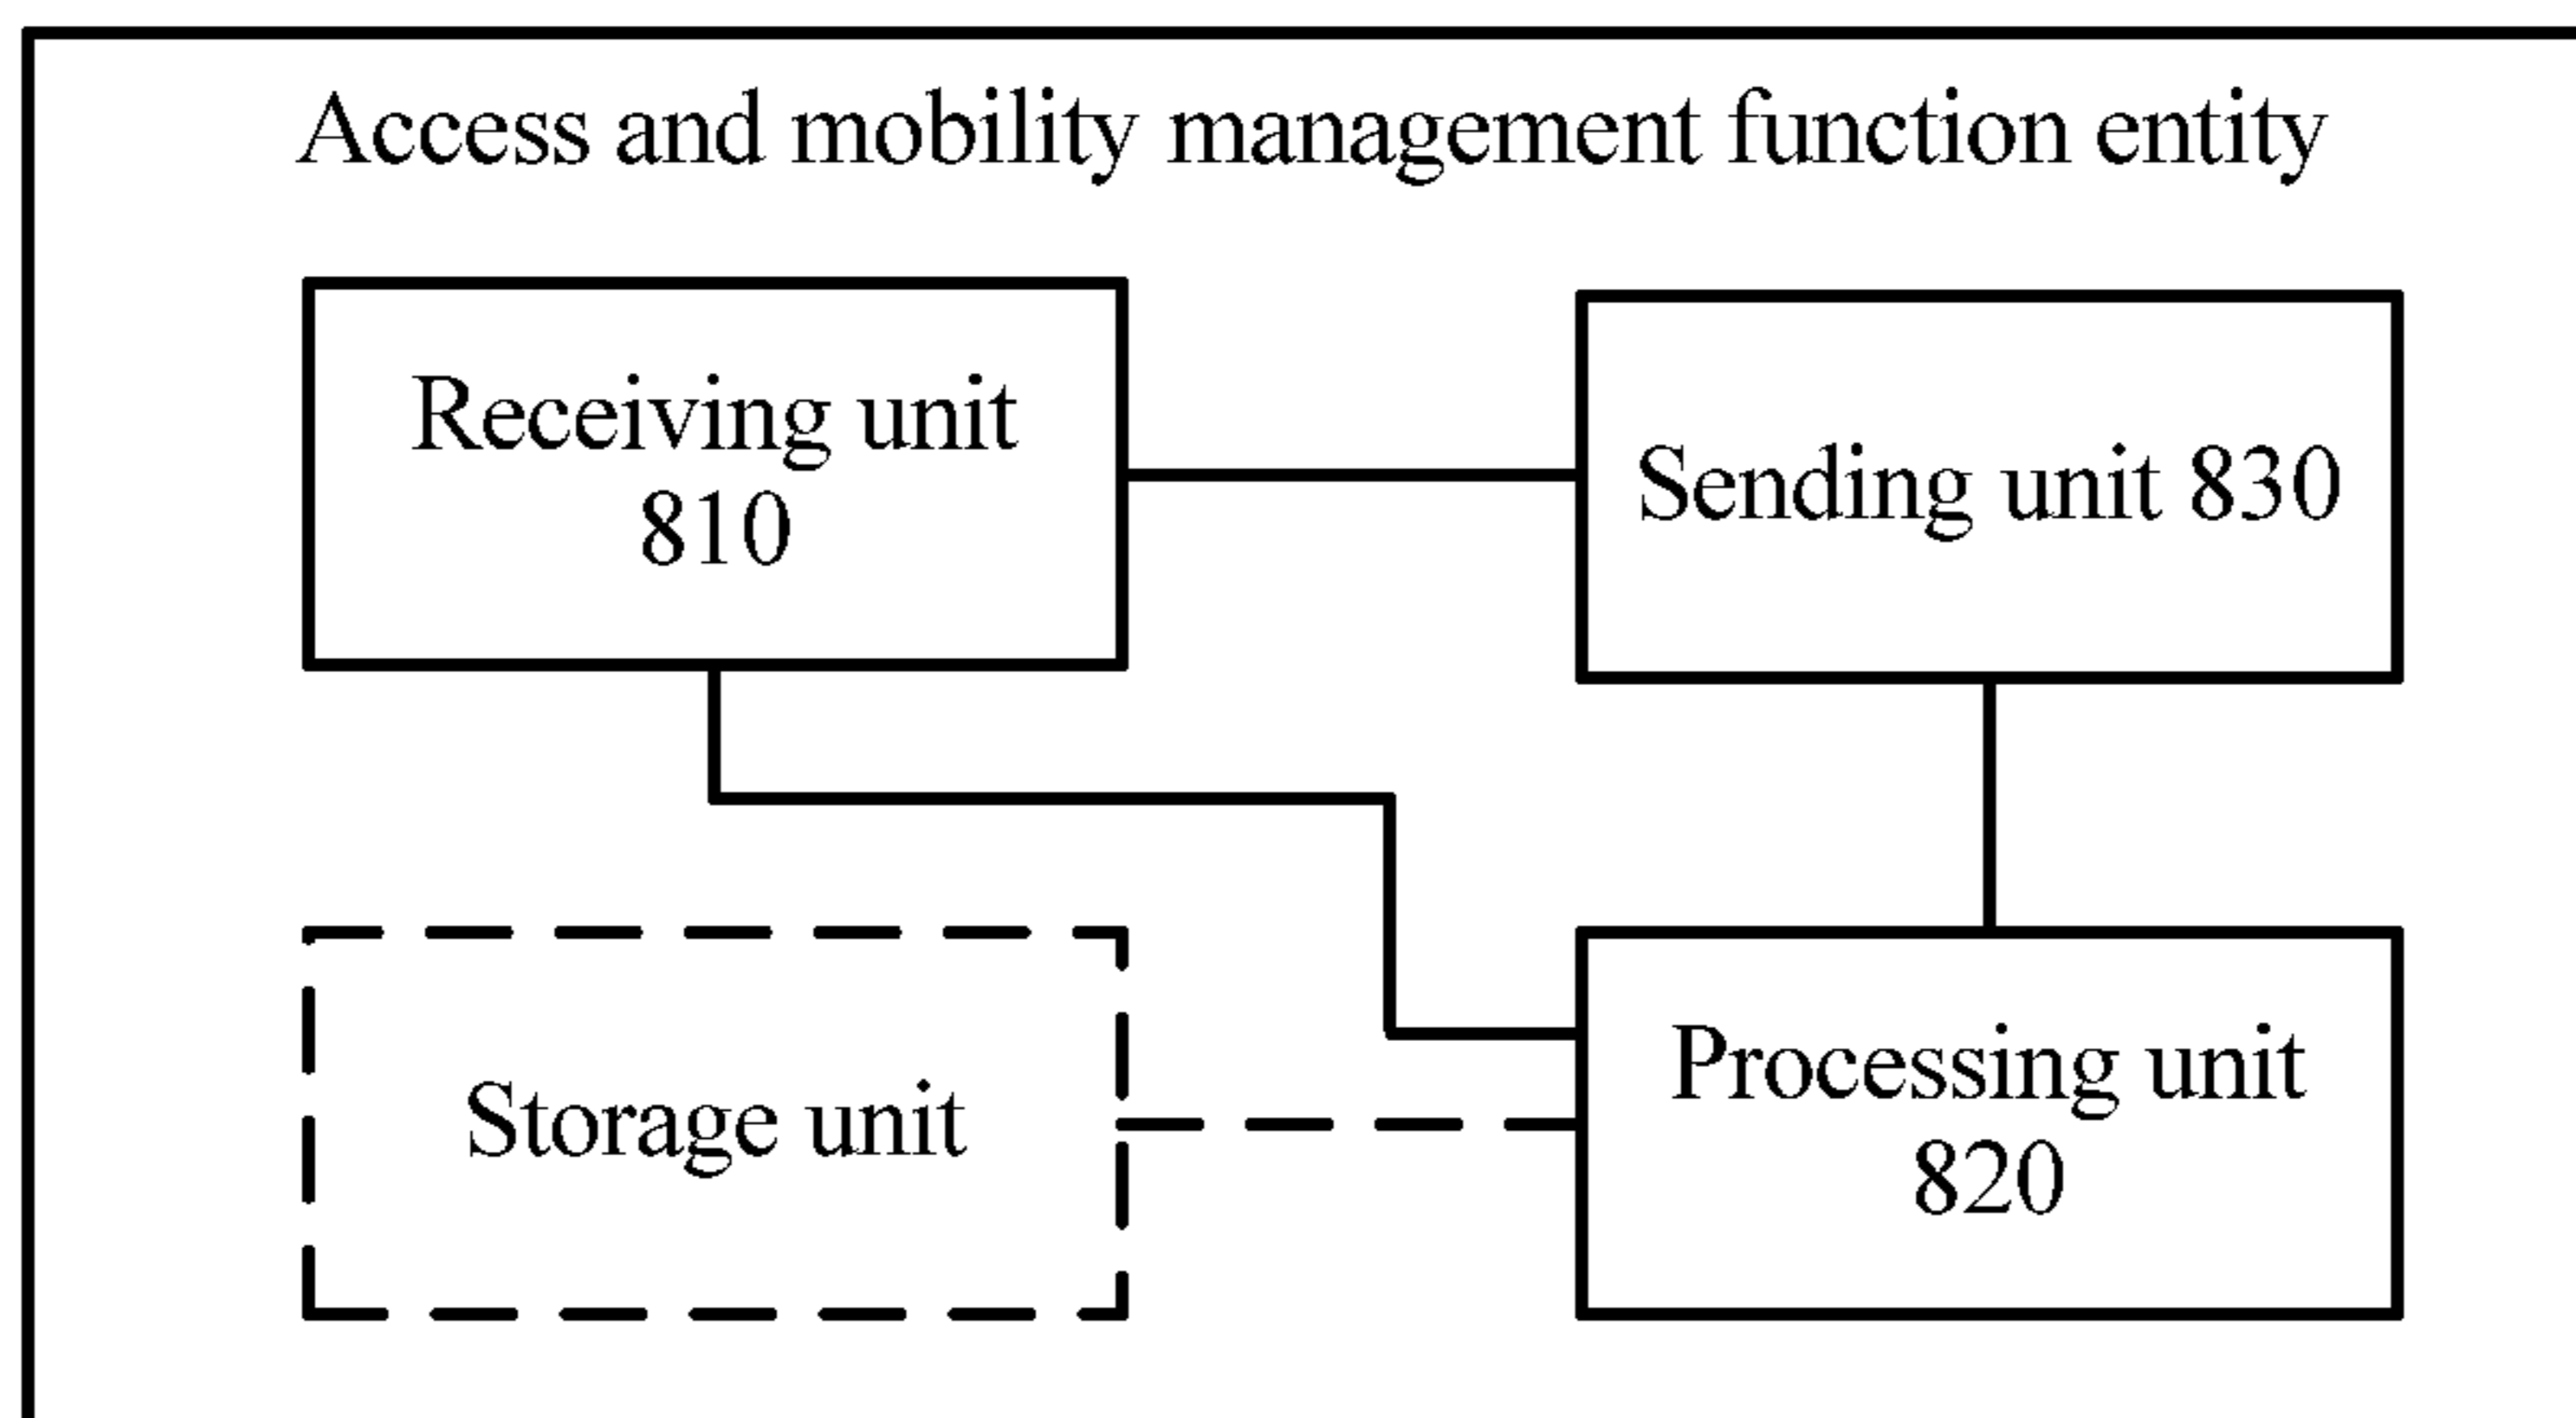 Access and mobility management function entity
Receiving unit
810
Sending unit 830
Storage unit
Processing unit
820